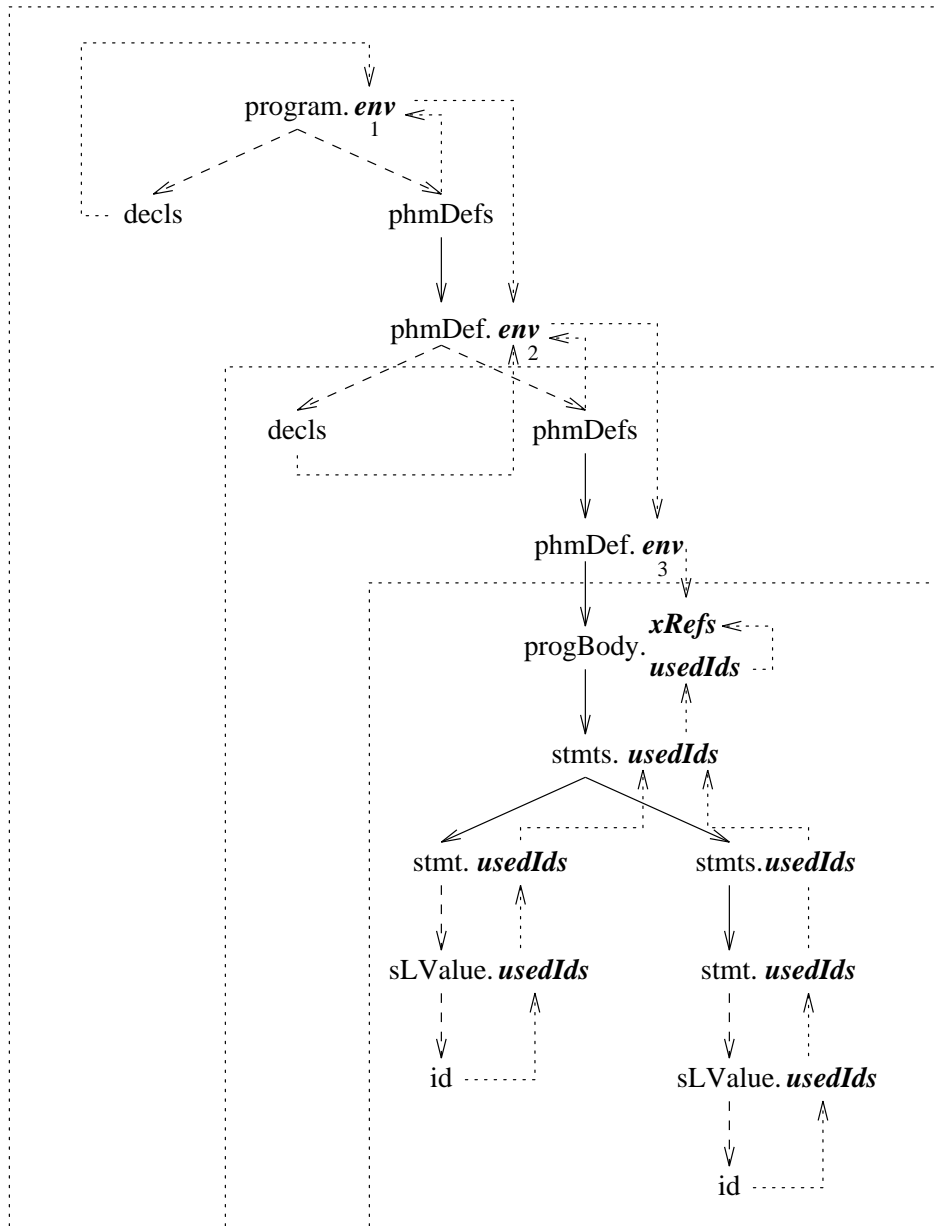 program. env
1
decls phmDefs
phmDef. env
2
decls phmDefs
phmDef. env
3
xRefs
progBody.
usedIds
stmts. usedIds
stmt. usedIds stmts. usedIds
sLValue. usedIds stmt. usedIds
id sLValue. usedIds
id